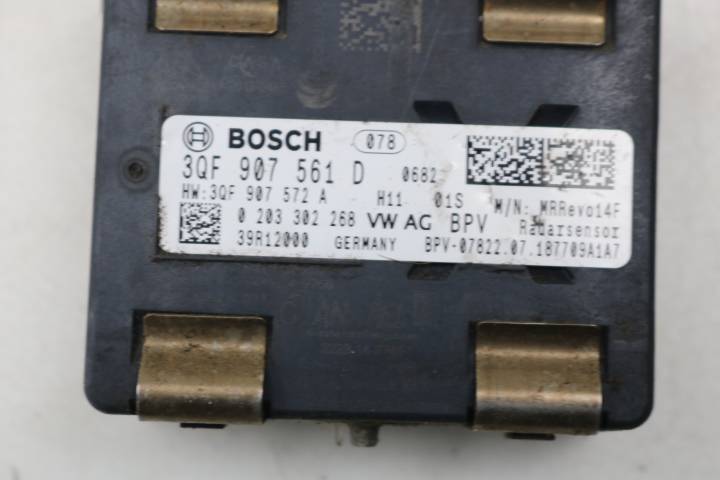 BOSCH 078
3QF 907 561 D 0682
HW:3QF 907 572 A H11 01S M/N: MRRevo14F
0 203 302 268 VW AG BPV Radarsensor
39R12000 GERMANY BPV-07822.07.187709A1A7